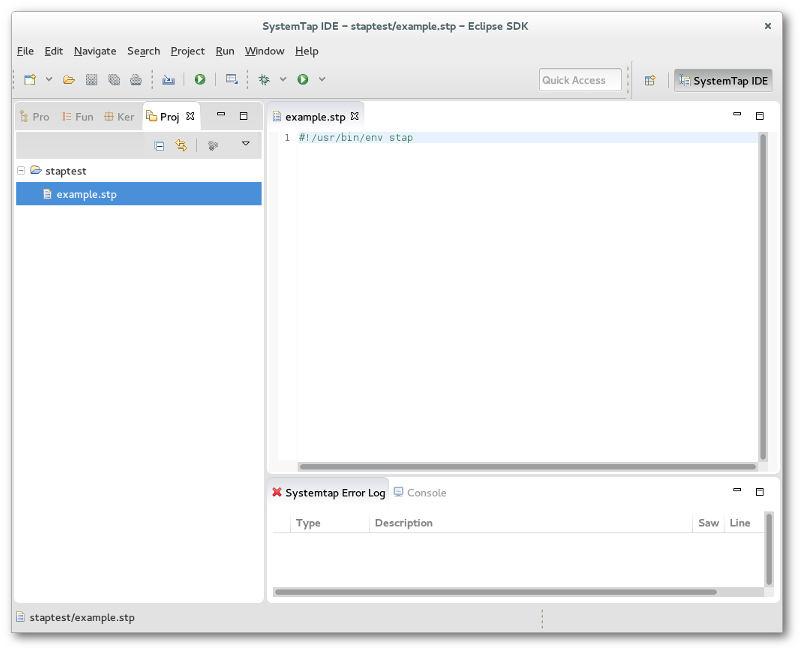 SystemTap IDE – staptest/example.stp – Eclipse SDK
File Edit Navigate Search Project Run Window Help
Quick Access
SystemTap IDE
Pro Fun Ker Proj
example.stp
1 #!/usr/bin/env stap
staptest
example.stp
Systemtap Error Log Console
Type Description Saw Line
staptest/example.stp